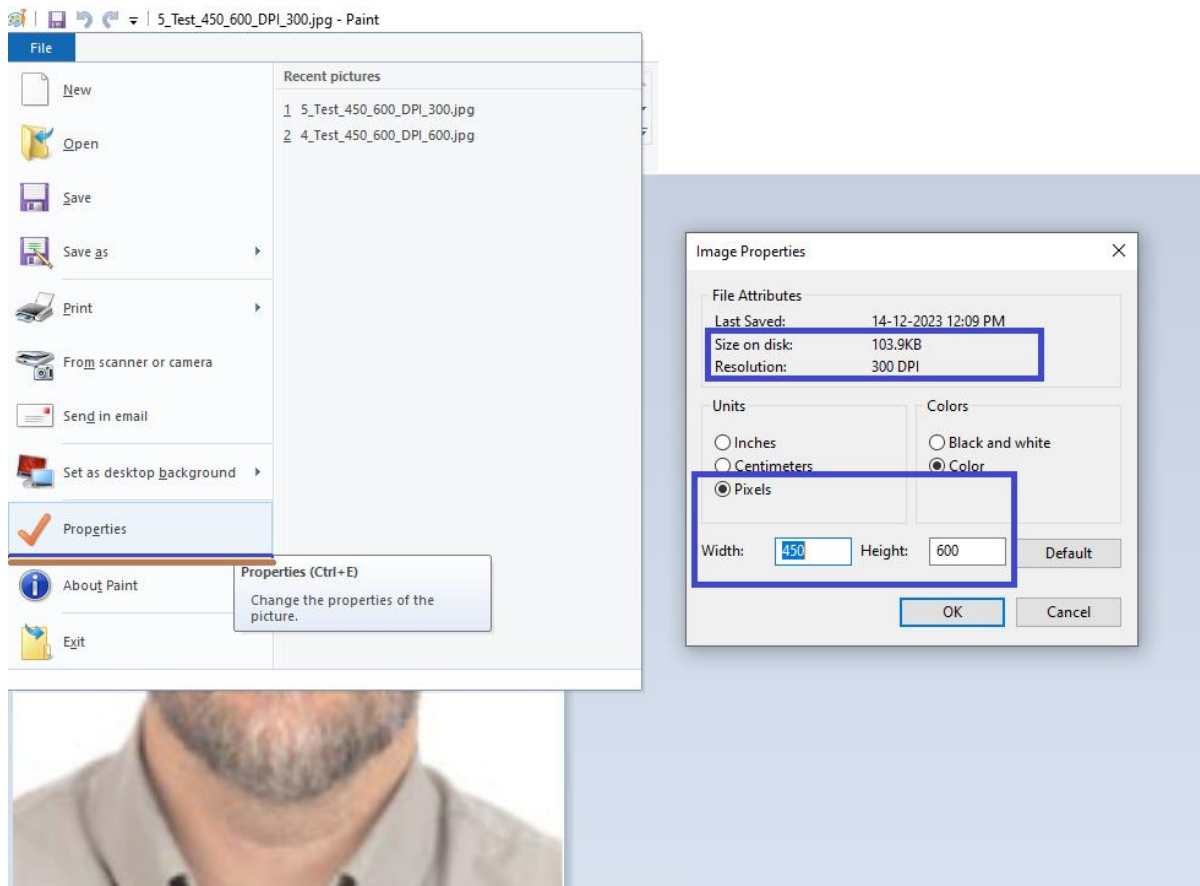 5_Test_450_600_DPI_300.jpg - Paint
File
New
Open
Save
Save as
Print
From scanner or camera
Send in email
Set as desktop background
Properties
About Paint
Exit
Recent pictures
1 5_Test_450_600_DPI_300.jpg
2 4_Test_450_600_DPI_600.jpg
Properties (Ctrl+E)
Change the properties of the
picture.
Image Properties
File Attributes
Last Saved: 14-12-2023 12:09 PM
Size on disk: 103.9KB
Resolution: 300 DPI
Units
Inches
Centimeters
Pixels
Colors
Black and white
Color
Width: 450 Height: 600 Default
OK Cancel